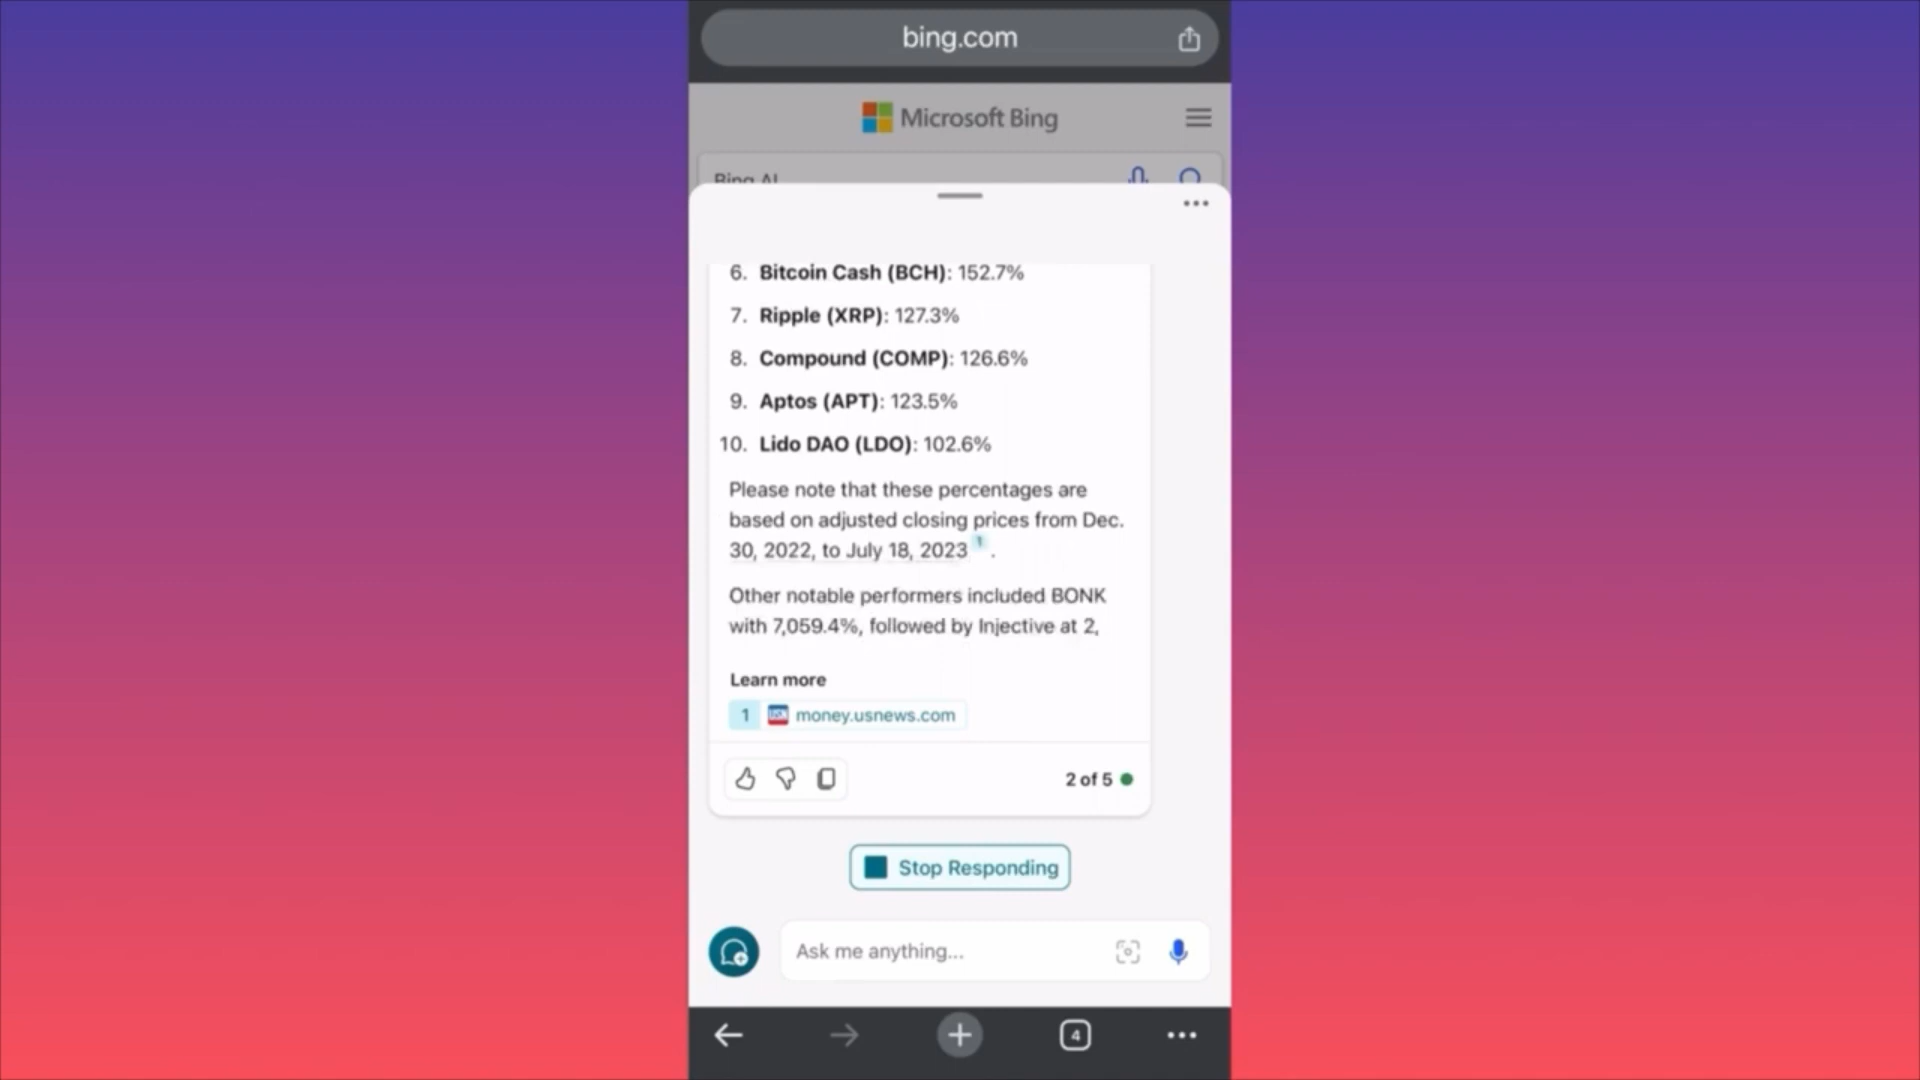 bing.com
Microsoft Bing
Bing AI
6. Bitcoin Cash (BCH): 152.7%
7. Ripple (XRP): 127.3%
8. Compound (COMP): 126.6%
9. Aptos (APT): 123.5%
10. Lido DAO (LDO): 102.6%
Please note that these percentages are
based on adjusted closing prices from Dec.
30, 2022, to July 18, 2023 1 .
Other notable performers included BONK
with 7,059.4%, followed by Injective at 2,
Learn more
1 money.usnews.com
2 of 5
Stop Responding
Ask me anything...
4